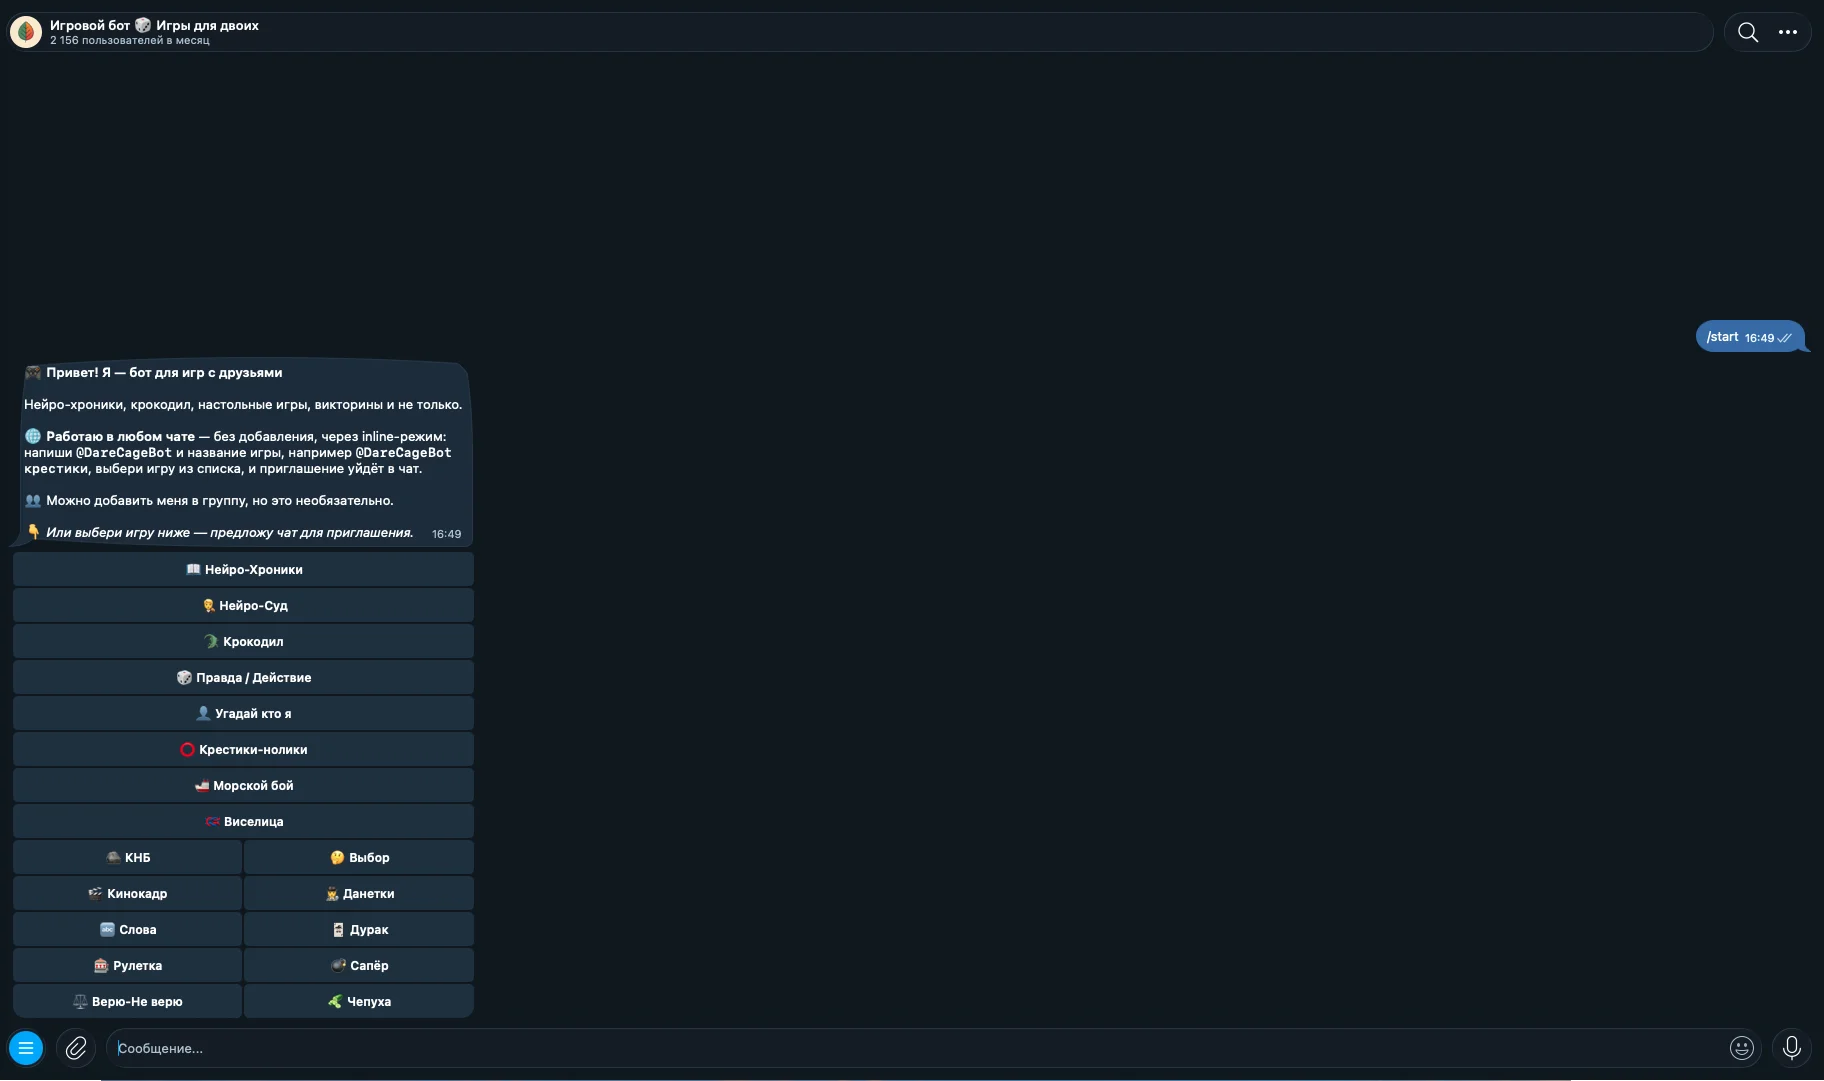 Игровой бот 🎲 Игры для двоих
2 156 пользователей в месяц
/start 16:49
🎮 Привет! Я — бот для игр с друзьями
Нейро-хроники, крокодил, настольные игры, викторины и не только.
🌐 Работаю в любом чате — без добавления, через inline-режим:
напиши @DareCageBot и название игры, например @DareCageBot
крестики, выбери игру из списка, и приглашение уйдёт в чат.
👥 Можно добавить меня в группу, но это необязательно.
👇 Или выбери игру ниже — предложу чат для приглашения. 16:49
📖 Нейро-Хроники
Нейро-Суд
🐊 Крокодил
🎲 Правда / Действие
👤 Угадай кто я
⭕ Крестики-нолики
Морской бой
Виселица
КНБ
🤔 Выбор
🎬 Кинокадр
Данетки
🔤 Слова
🃏 Дурак
🎰 Рулетка
💣 Сапёр
⚖️ Верю-Не верю
Чепуха
Сообщение...